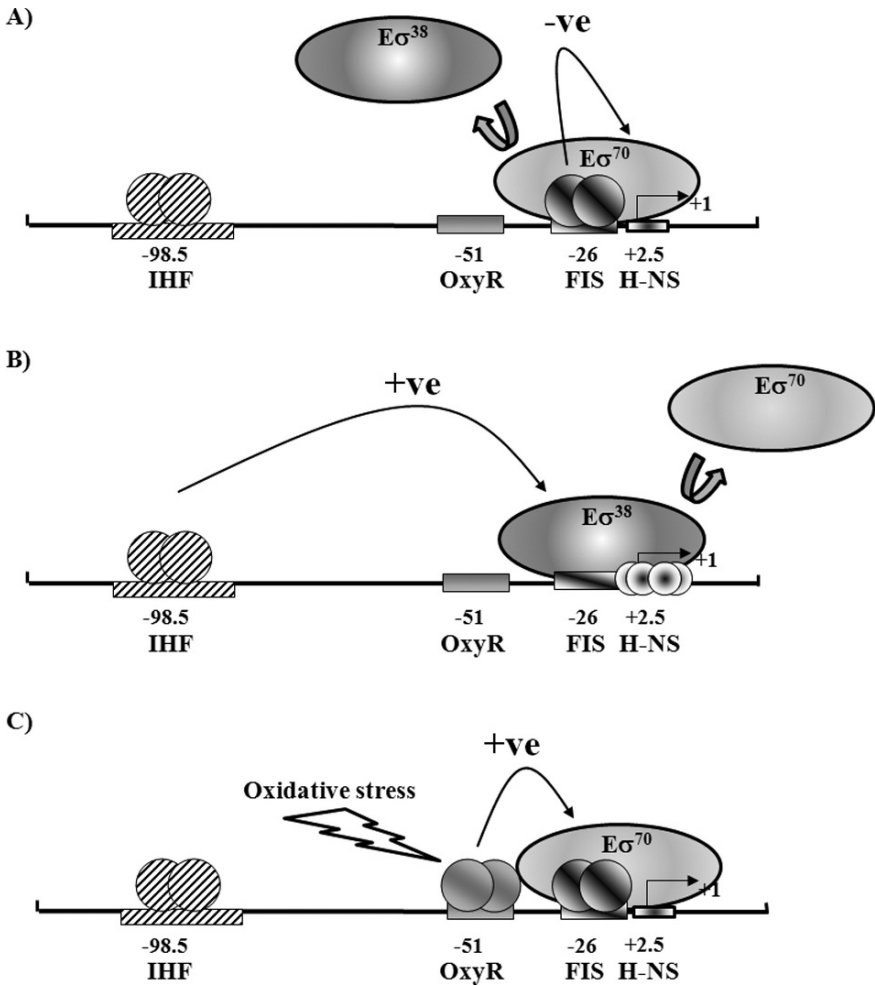 A)
Eσ³⁸
-ve
Eσ⁷⁰
+1
-98.5 -51 -26 +2.5
IHF OxyR FIS H-NS
B)
+ve
Eσ⁷⁰
Eσ³⁸
+1
-98.5 -51 -26 +2.5
IHF OxyR FIS H-NS
C)
+ve
Oxidative stress
Eσ⁷⁰
+1
-98.5 -51 -26 +2.5
IHF OxyR FIS H-NS